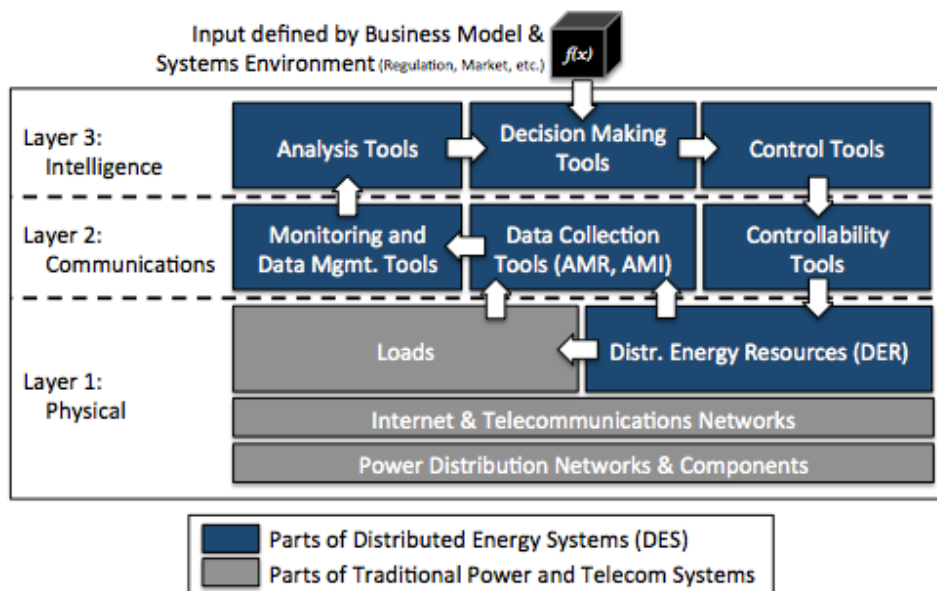 Input defined by Business Model &
Systems Environment (Regulation, Market, etc.)
f(x)
Layer 3:
Intelligence
Analysis Tools
Decision Making
Tools
Control Tools
Layer 2:
Communications
Monitoring and
Data Mgmt. Tools
Data Collection
Tools (AMR, AMI)
Controllability
Tools
Layer 1:
Physical
Loads
Distr. Energy Resources (DER)
Internet & Telecommunications Networks
Power Distribution Networks & Components
Parts of Distributed Energy Systems (DES)
Parts of Traditional Power and Telecom Systems